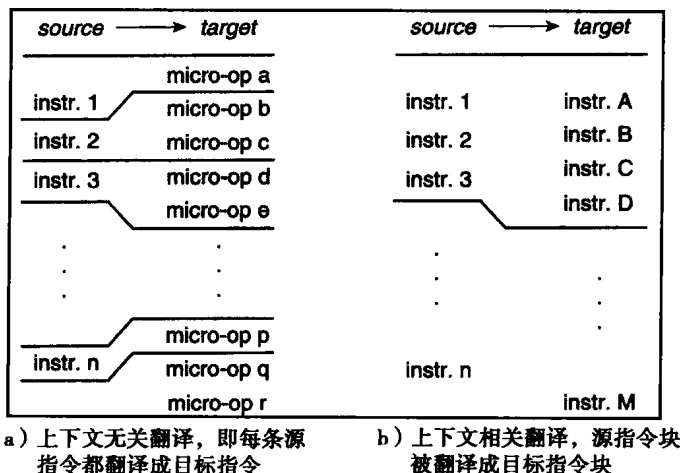 source → target
micro-op a
instr. 1
micro-op b
instr. 2
micro-op c
instr. 3
micro-op d
micro-op e
micro-op p
instr. n
micro-op q
micro-op r
a）上下文无关翻译，即每条源
指令都翻译成目标指令
source → target
instr. 1 instr. A
instr. 2 instr. B
instr. 3 instr. C
instr. D
instr. n
instr. M
b）上下文相关翻译，源指令块
被翻译成目标指令块